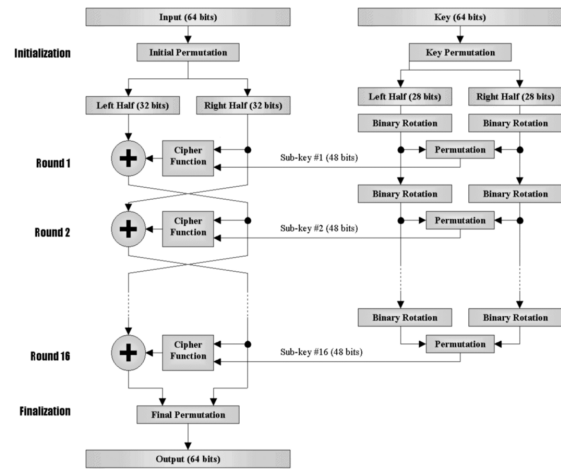 Input (64 bits)
Key (64 bits)
Initialization
Initial Permutation
Key Permutation
Left Half (32 bits)
Right Half (32 bits)
Left Half (28 bits)
Right Half (28 bits)
Binary Rotation
Binary Rotation
Round 1
+
Cipher
Function
Sub-key #1 (48 bits)
Permutation
Binary Rotation
Binary Rotation
Round 2
+
Cipher
Function
Sub-key #2 (48 bits)
Permutation
Binary Rotation
Binary Rotation
Round 16
+
Cipher
Function
Sub-key #16 (48 bits)
Permutation
Finalization
Final Permutation
Output (64 bits)